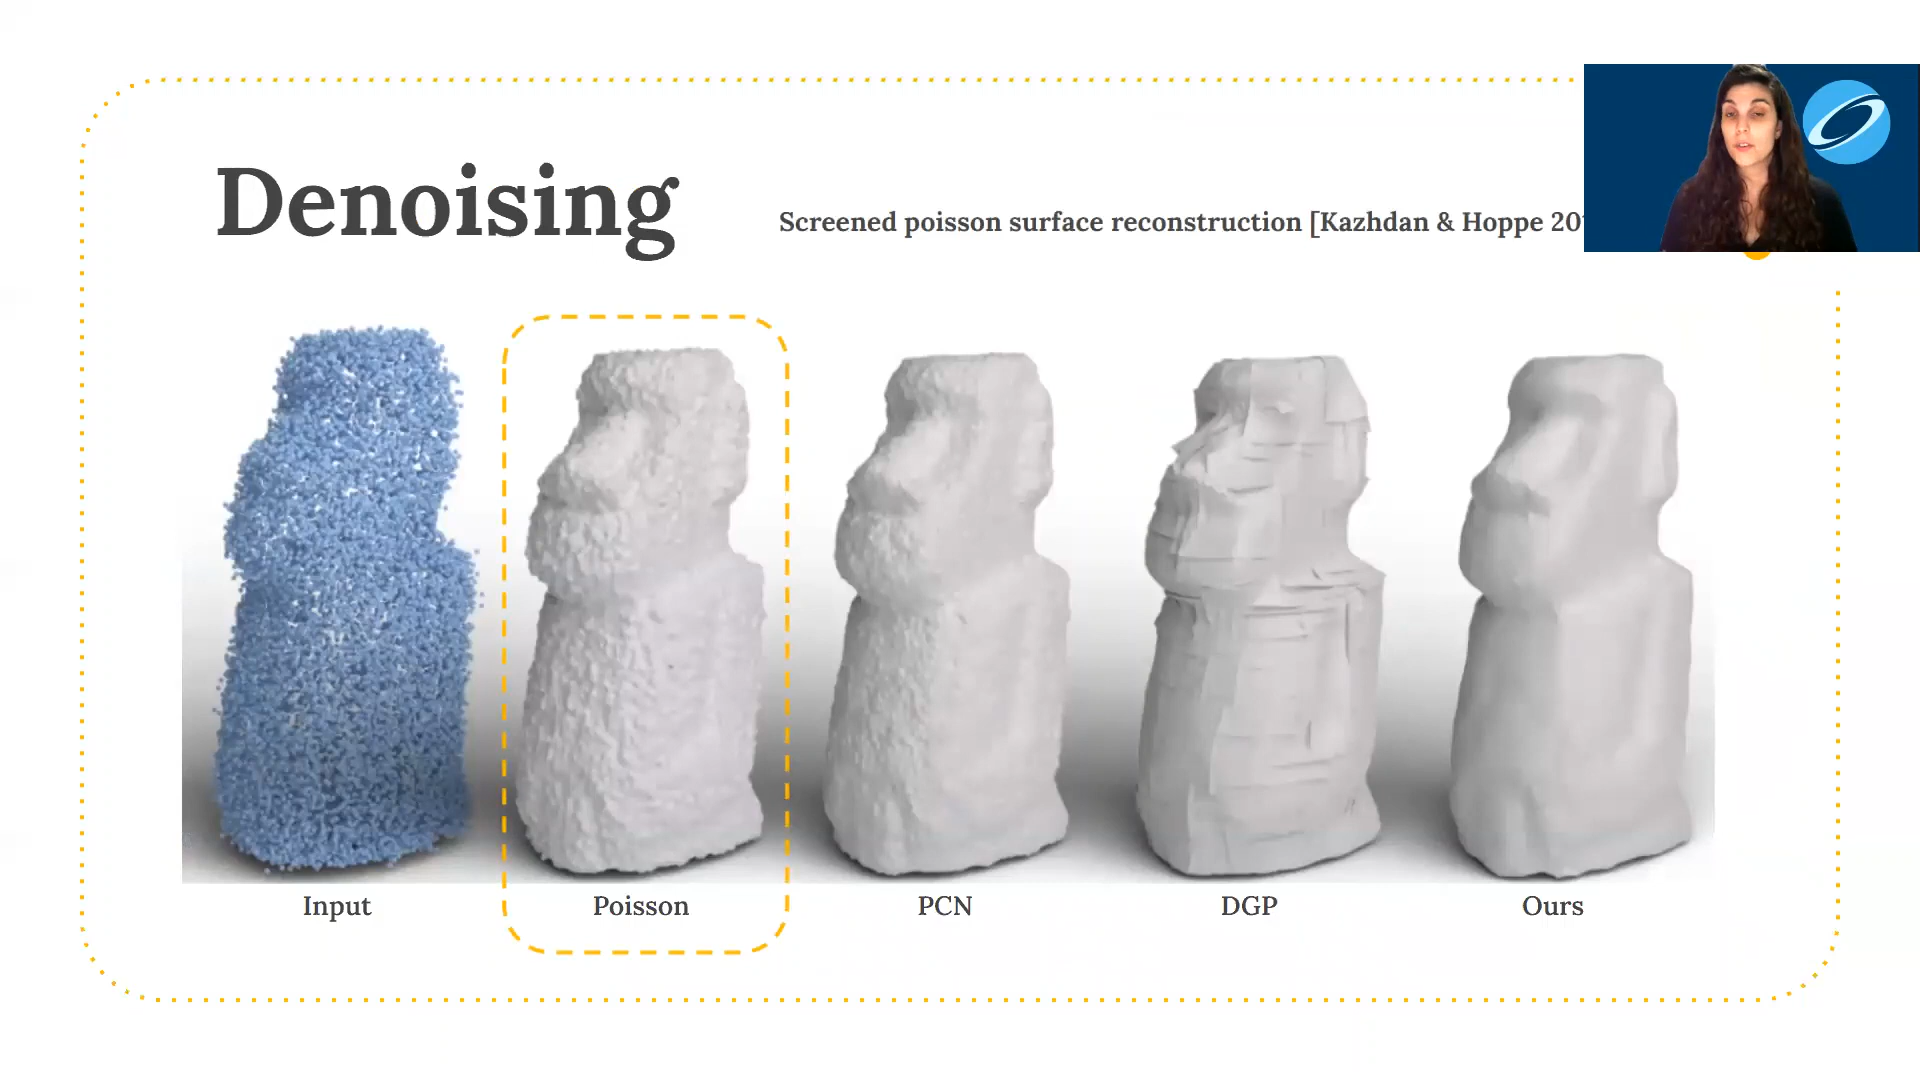 Denoising
Screened poisson surface reconstruction [Kazhdan & Hoppe
Input
Poisson
PCN
DGP
Ours